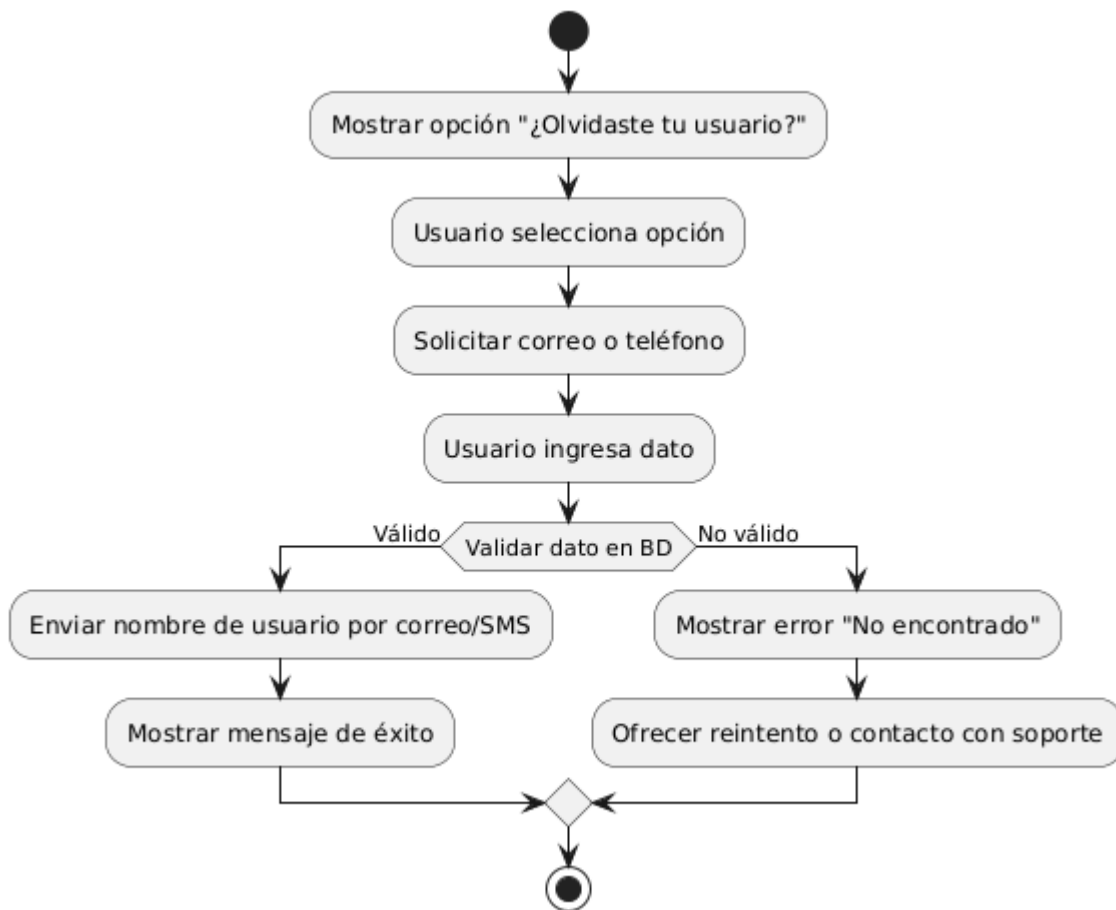 Mostrar opción "¿Olvidaste tu usuario?"
Usuario selecciona opción
Solicitar correo o teléfono
Usuario ingresa dato
Válido
Validar dato en BD
No válido
Enviar nombre de usuario por correo/SMS
Mostrar error "No encontrado"
Mostrar mensaje de éxito
Ofrecer reintento o contacto con soporte